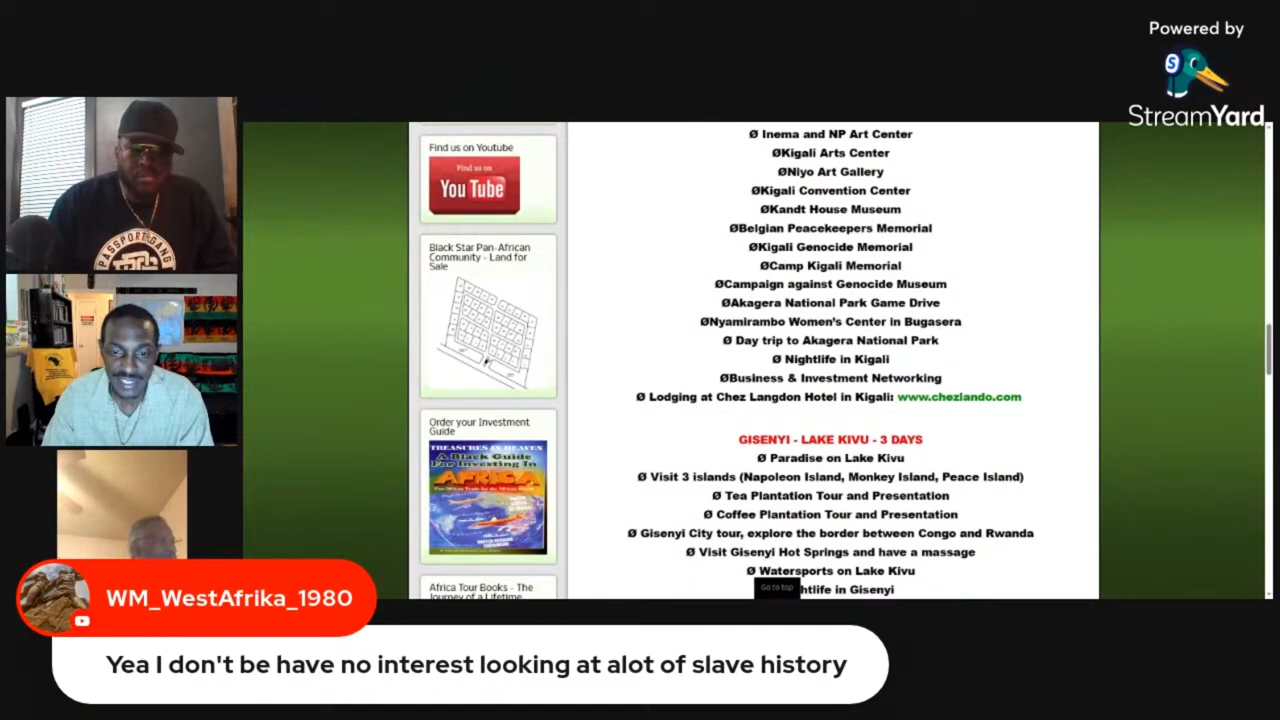 Powered by
StreamYard
PASSPORT GANG
Find us on Youtube
Find us on
You Tube
Black Star Pan-African
Community - Land for
Sale
Order your Investment
Guide
TREASURES IN HEAVEN
A Black Guide
For Investing In
AFRICA
Africa Tour Books - The
Journey of a Lifetime
Ø Inema and NP Art Center
ØKigali Arts Center
ØNiyo Art Gallery
ØKigali Convention Center
ØKandt House Museum
ØBelgian Peacekeepers Memorial
ØKigali Genocide Memorial
ØCamp Kigali Memorial
ØCampaign against Genocide Museum
ØAkagera National Park Game Drive
ØNyamirambo Women's Center in Bugasera
Ø Day trip to Akagera National Park
Ø Nightlife in Kigali
ØBusiness & Investment Networking
Ø Lodging at Chez Langdon Hotel in Kigali: www.chezlando.com
GISENYI - LAKE KIVU - 3 DAYS
Ø Paradise on Lake Kivu
Ø Visit 3 islands (Napoleon Island, Monkey Island, Peace Island)
Ø Tea Plantation Tour and Presentation
Ø Coffee Plantation Tour and Presentation
Ø Gisenyi City tour, explore the border between Congo and Rwanda
Ø Visit Gisenyi Hot Springs and have a massage
Ø Watersports on Lake Kivu
htlife in Gisenyi
Go to top
WM_WestAfrika_1980
Yea I don't be have no interest looking at alot of slave history